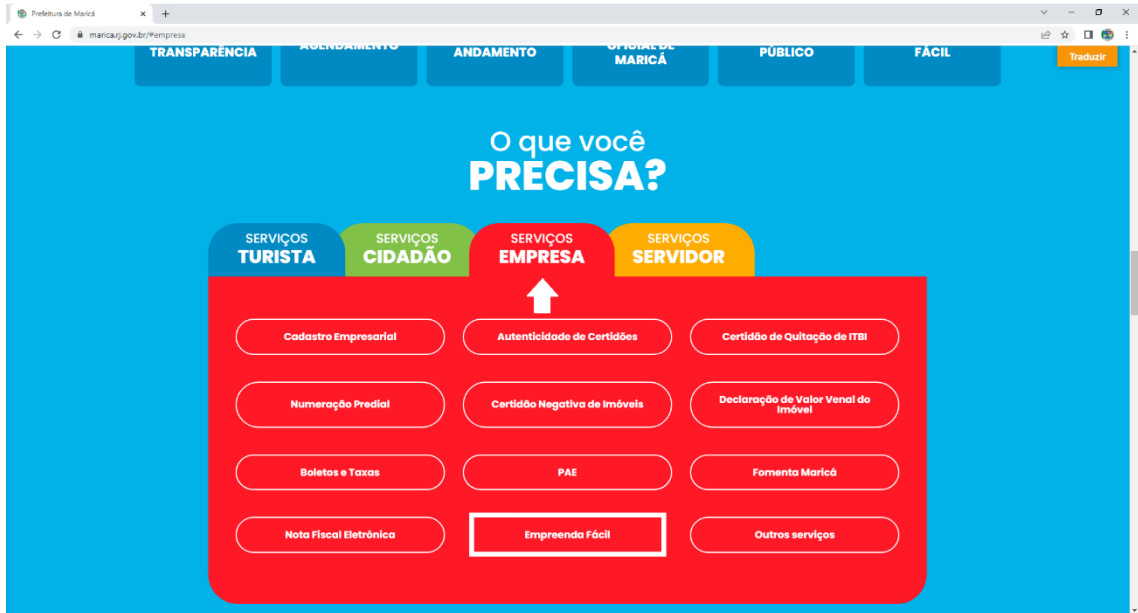 Prefeitura de Maricá
marica.rj.gov.br/#empresa
TRANSPARÊNCIA
AGENDAMENTO
ANDAMENTO
OFICIAL DE
MARICÁ
PÚBLICO
FÁCIL
Traduzir
O que você
PRECISA?
SERVIÇOS
TURISTA
SERVIÇOS
CIDADÃO
SERVIÇOS
EMPRESA
SERVIÇOS
SERVIDOR
Cadastro Empresarial
Autenticidade de Certidões
Certidão de Quitação de ITBI
Numeração Predial
Certidão Negativa de Imóveis
Declaração de Valor Venal do
Imóvel
Boletos e Taxas
PAE
Fomenta Maricá
Nota Fiscal Eletrônica
Empreenda Fácil
Outros serviços